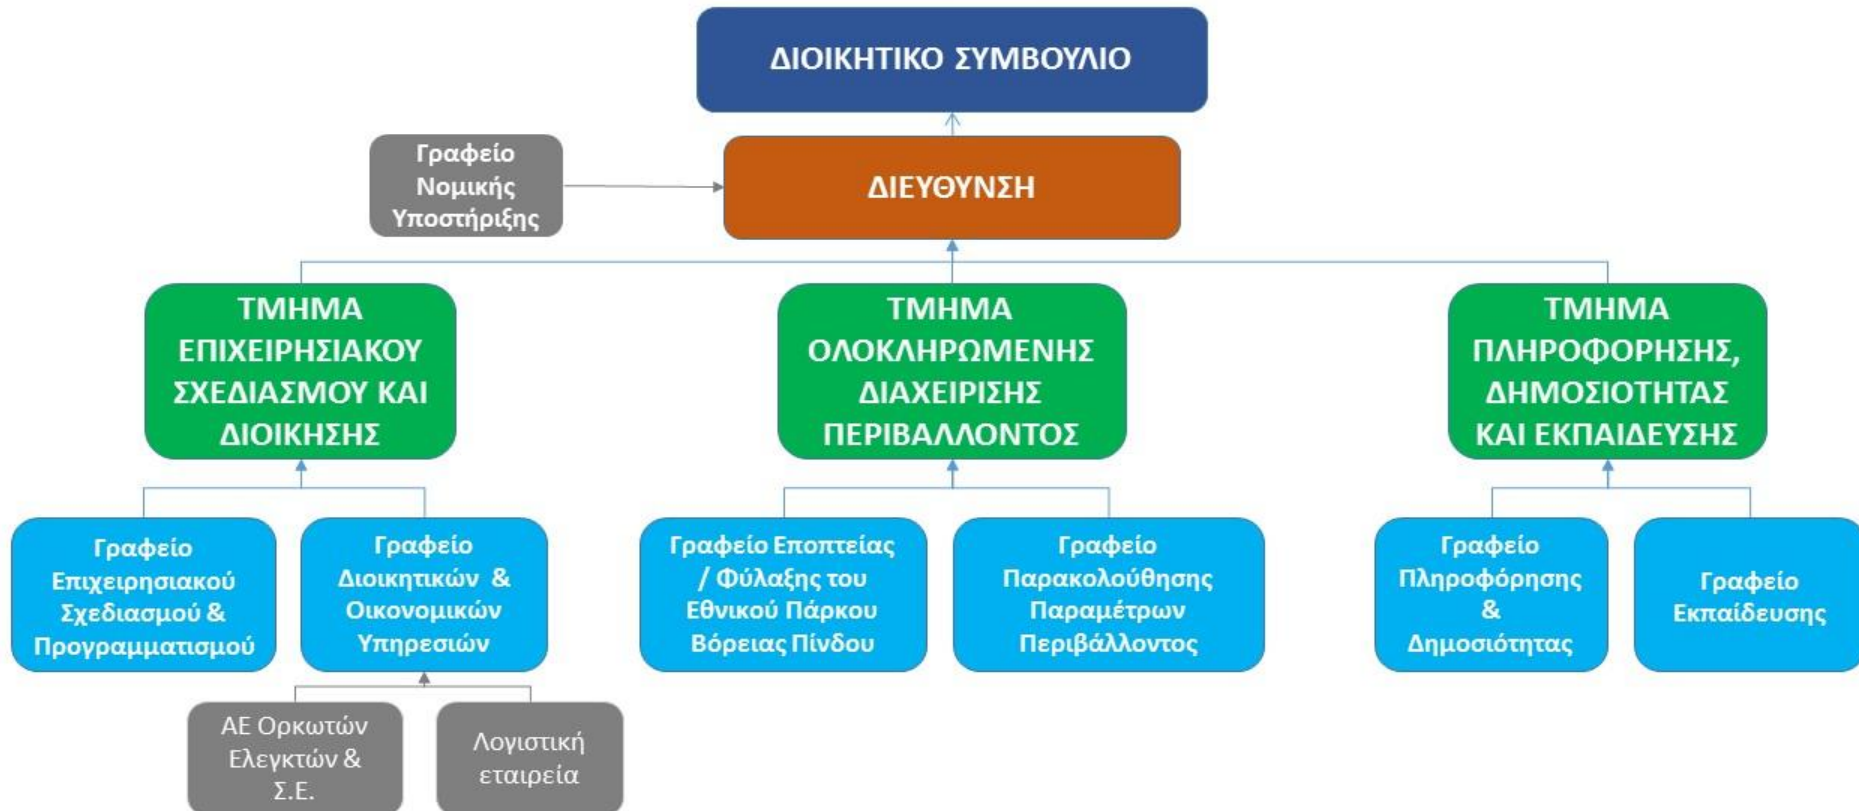 ΔΙΟΙΚΗΤΙΚΟ ΣΥΜΒΟΥΛΙΟ
Γραφείο
Νομικής
Υποστήριξης
ΔΙΕΥΘΥΝΣΗ
ΤΜΗΜΑ
ΕΠΙΧΕΙΡΗΣΙΑΚΟΥ
ΣΧΕΔΙΑΣΜΟΥ ΚΑΙ
ΔΙΟΙΚΗΣΗΣ
ΤΜΗΜΑ
ΟΛΟΚΛΗΡΩΜΕΝΗΣ
ΔΙΑΧΕΙΡΙΣΗΣ
ΠΕΡΙΒΑΛΛΟΝΤΟΣ
ΤΜΗΜΑ
ΠΛΗΡΟΦΟΡΗΣΗΣ,
ΔΗΜΟΣΙΟΤΗΤΑΣ
ΚΑΙ ΕΚΠΑΙΔΕΥΣΗΣ
Γραφείο
Επιχειρησιακού
Σχεδιασμού &
Προγραμματισμού
Γραφείο
Διοικητικών &
Οικονομικών
Υπηρεσιών
Γραφείο Εποπτείας
/ Φύλαξης του
Εθνικού Πάρκου
Βόρειας Πίνδου
Γραφείο
Παρακολούθησης
Παραμέτρων
Περιβάλλοντος
Γραφείο
Πληροφόρησης
&
Δημοσιότητας
Γραφείο
Εκπαίδευσης
ΑΕ Ορκωτών
Ελεγκτών &
Σ.Ε.
Λογιστική
εταιρεία